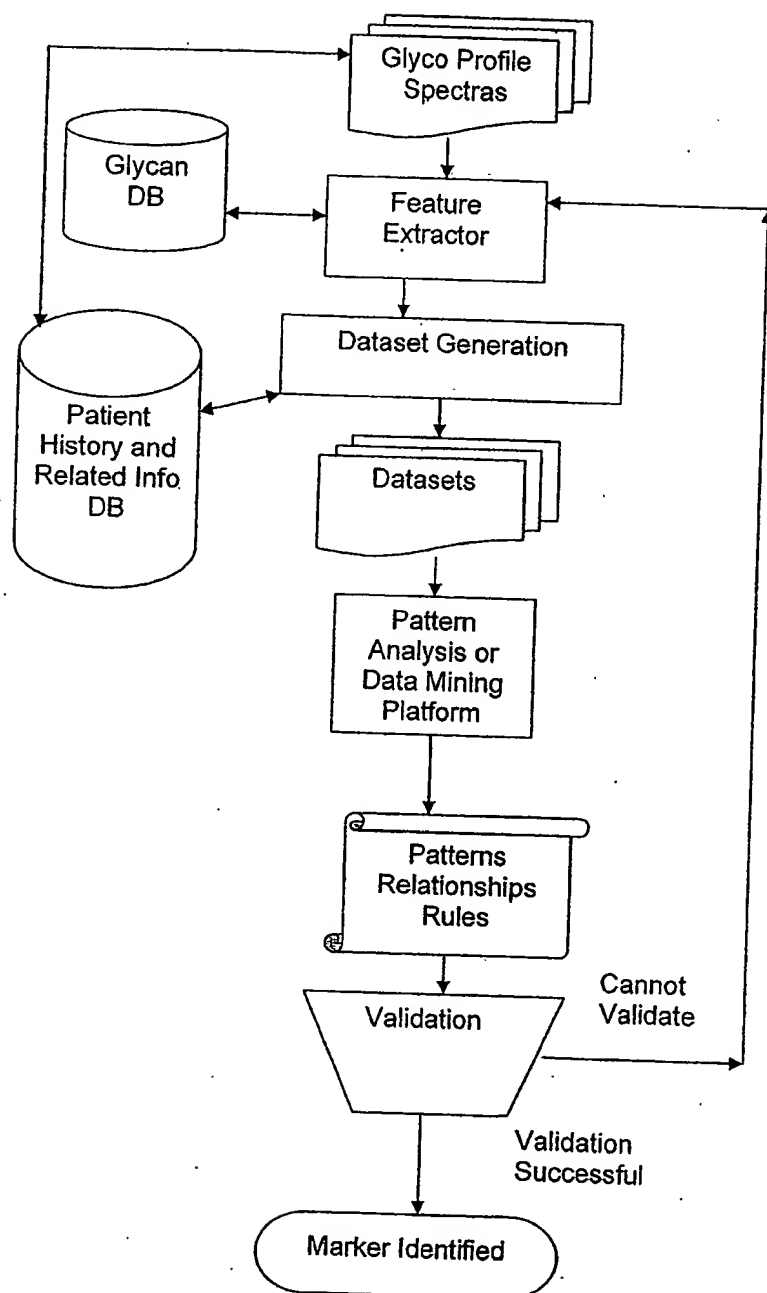 Glyco Profile
Spectras
Glycan
DB
Feature
Extractor
Dataset Generation
Patient
History and
Related Info
DB
Datasets
Pattern
Analysis or
Data Mining
Platform
Patterns
Relationships
Rules
Validation
Cannot
Validate
Validation
Successful
Marker Identified